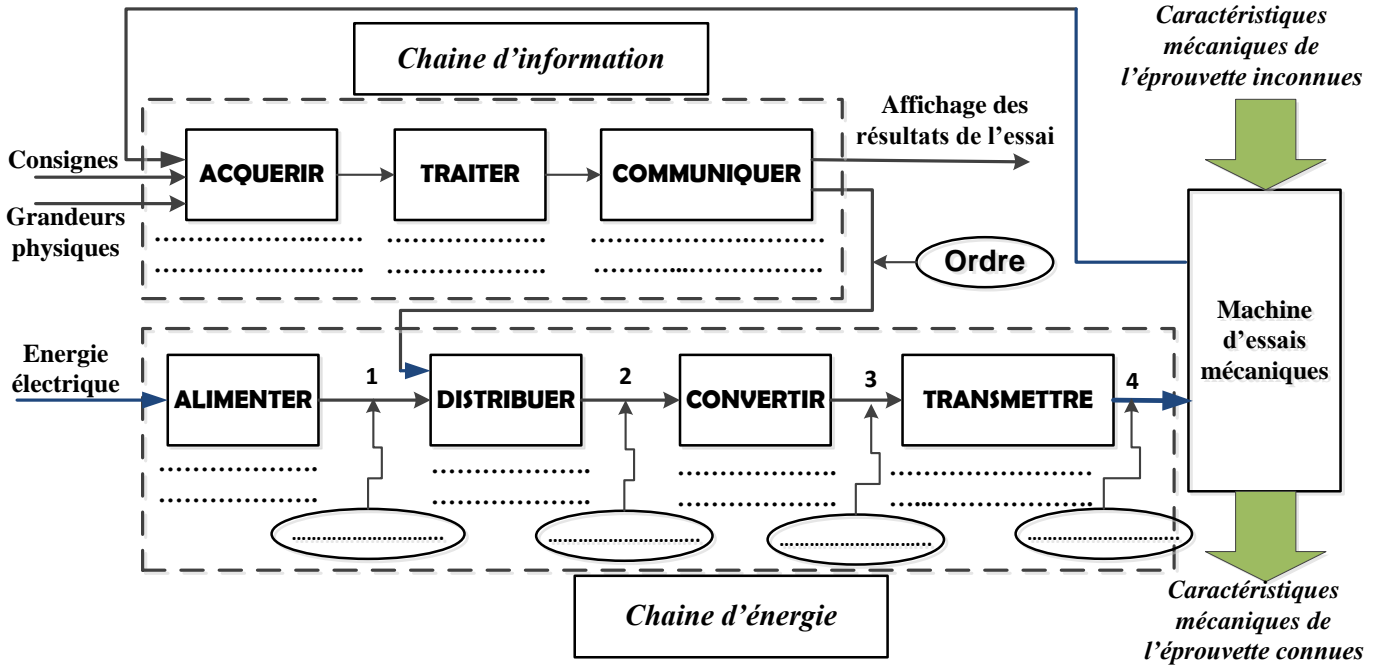 Chaine d'information
Caractéristiques
mécaniques de
l'éprouvette inconnues
Affichage des
résultats de l'essai
Consignes
Grandeurs
physiques
ACQUERIR
TRAITER
COMMUNIQUER
................................
.........................
....................................
................................
.........................
....................................
Ordre
Machine
d'essais
mécaniques
Energie
électrique
ALIMENTER
1
DISTRIBUER
2
CONVERTIR
3
TRANSMETTRE
4
.........................
.........................
................................
.........................
.........................
................................
..............................
..............................
..............................
..............................
Chaine d'énergie
Caractéristiques
mécaniques de
l'éprouvette connues